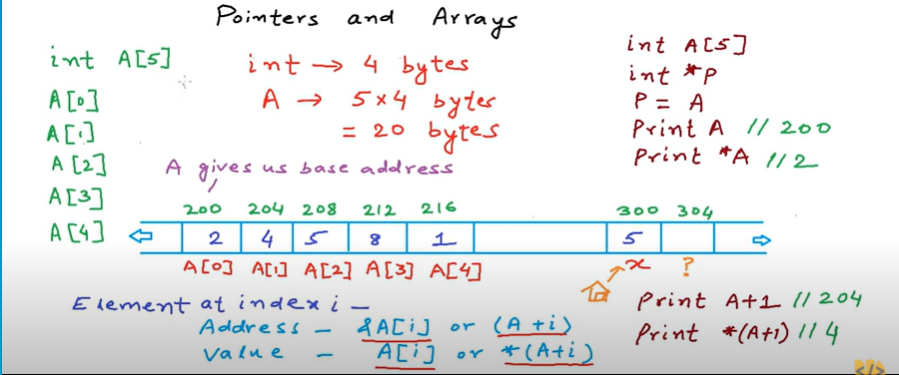 Pointers and Arrays
int A[5]
A[0]
A[1]
A[2]
A[3]
A[4]
int → 4 bytes
A → 5x4 bytes
= 20 bytes
A gives us base address
int A[5]
int *P
P = A
Print A // 200
Print *A // 2
200 204 208 212 216 300 304
2 4 5 8 1 5
A[0] A[1] A[2] A[3] A[4] x ?
Element at index i –
Address – &A[i] or (A+i)
Value – A[i] or *(A+i)
Print A+1 // 204
Print *(A+1) // 4
</>